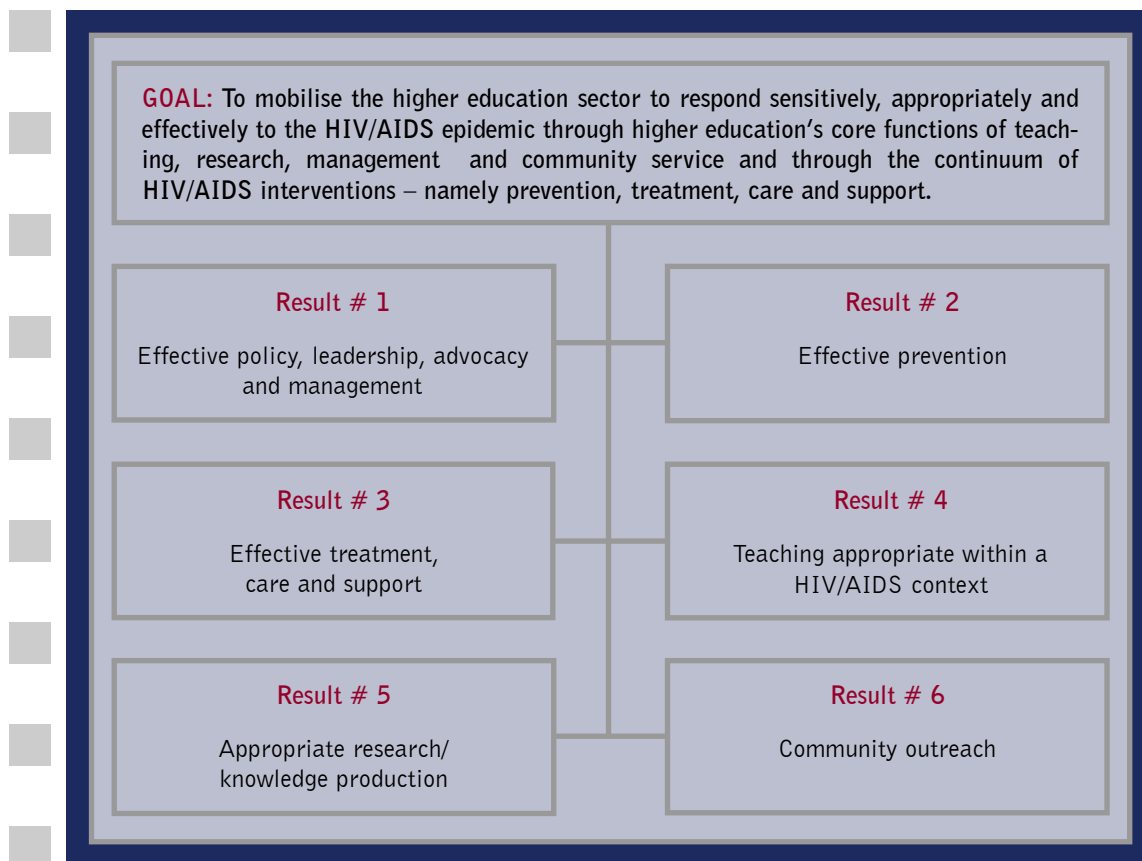 GOAL: To mobilise the higher education sector to respond sensitively, appropriately and
effectively to the HIV/AIDS epidemic through higher education's core functions of teach-
ing, research, management and community service and through the continuum of
HIV/AIDS interventions – namely prevention, treatment, care and support.
Result # 1
Effective policy, leadership, advocacy
and management
Result # 2
Effective prevention
Result # 3
Effective treatment,
care and support
Result # 4
Teaching appropriate within a
HIV/AIDS context
Result # 5
Appropriate research/
knowledge production
Result # 6
Community outreach